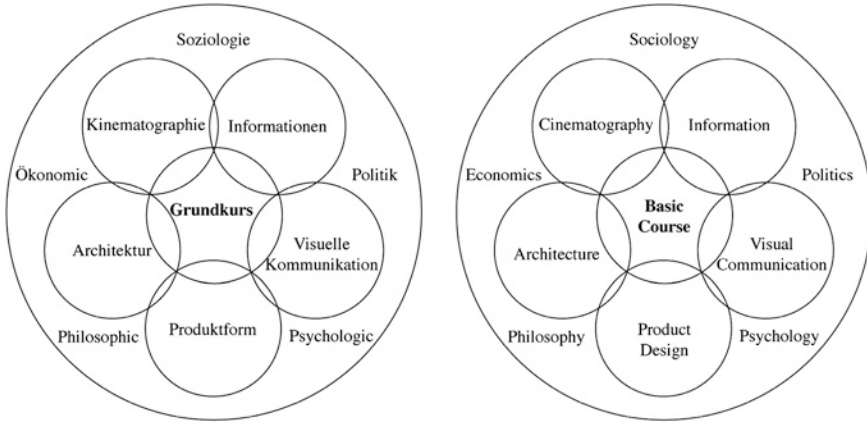 Soziologie
Kinematographie
Informationen
Ökonomic
Politik
Grundkurs
Architektur
Visuelle
Kommunikation
Philosophic
Produktform
Psychologic
Sociology
Cinematography
Information
Economics
Politics
Basic
Course
Architecture
Visual
Communication
Philosophy
Product
Design
Psychology